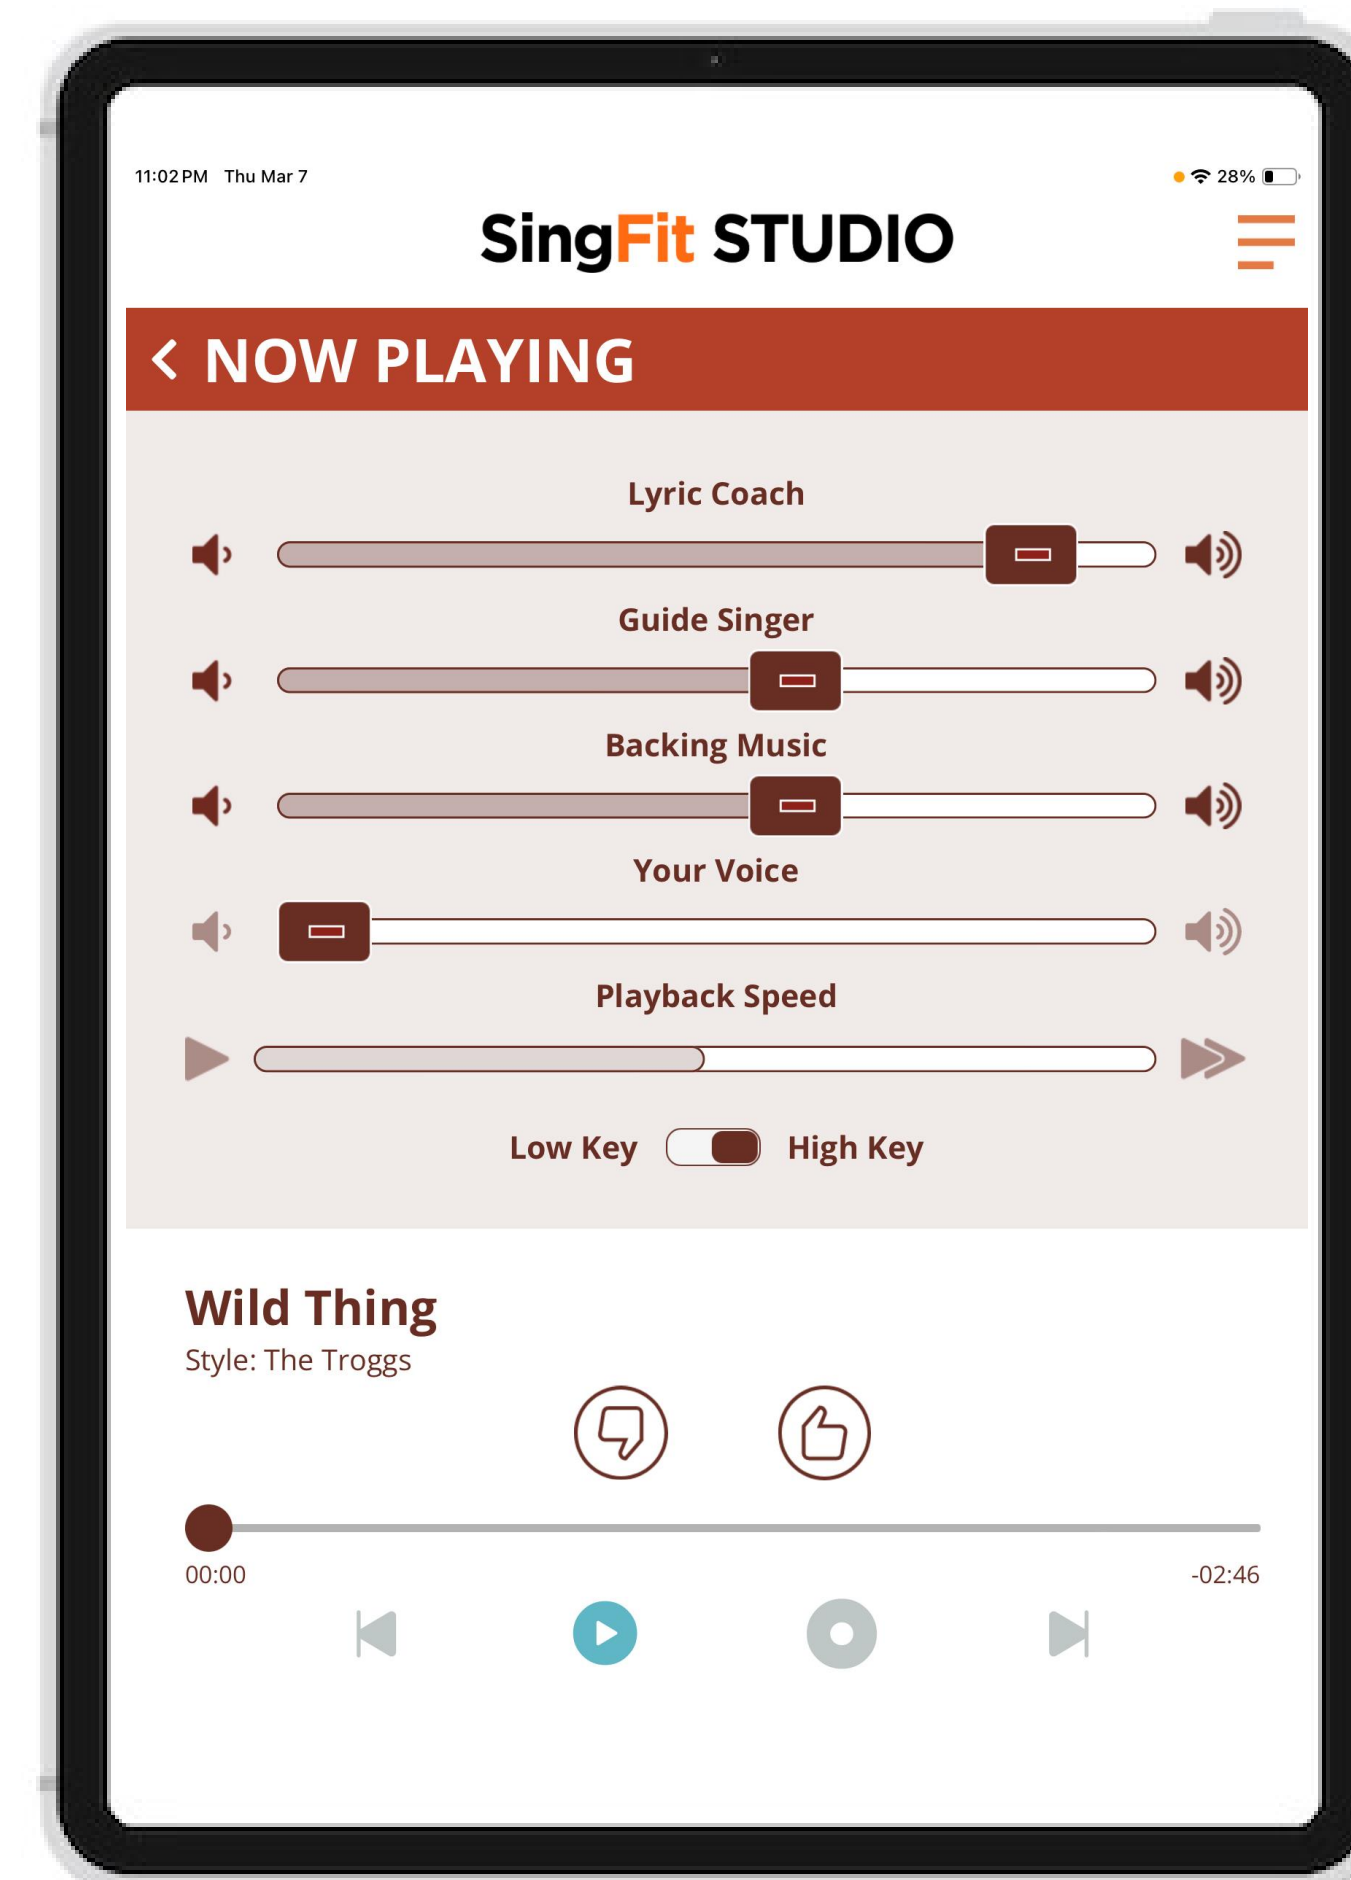 11:02 PM Thu Mar 7 28%
SingFit STUDIO
NOW PLAYING
Lyric Coach
Guide Singer
Backing Music
Your Voice
Playback Speed
Low Key High Key
Wild Thing
Style: The Troggs
00:00 -02:46